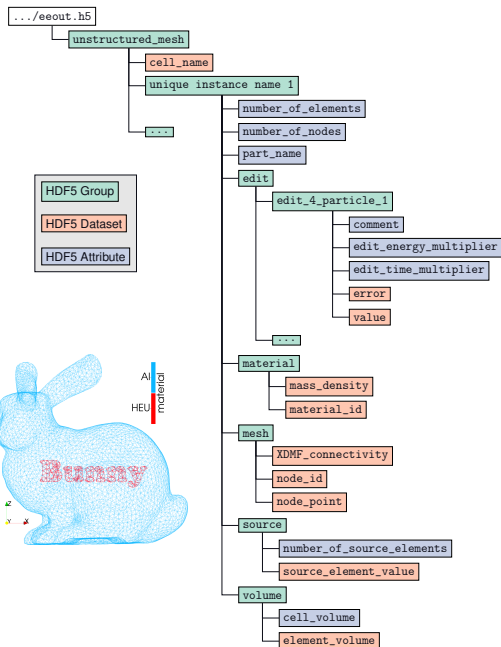 .../eeout.h5
unstructured_mesh
cell_name
unique instance name 1
number_of_elements
number_of_nodes
part_name
edit
edit_4_particle_1
comment
edit_energy_multiplier
edit_time_multiplier
error
value
...
material
mass_density
material_id
mesh
XDMF_connectivity
node_id
node_point
source
number_of_source_elements
source_element_value
volume
cell_volume
element_volume
...
HDF5 Group
HDF5 Dataset
HDF5 Attribute
Al
HEU
material
Bunny
Z
Y
X